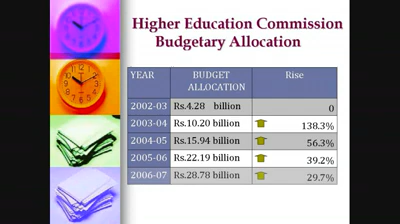 Higher Education Commission
Budgetary Allocation
YEAR BUDGET ALLOCATION Rise
2002-03 Rs.4.28 billion 0
2003-04 Rs.10.20 billion 138.3%
2004-05 Rs.15.94 billion 56.3%
2005-06 Rs.22.19 billion 39.2%
2006-07 Rs.28.78 billion 29.7%